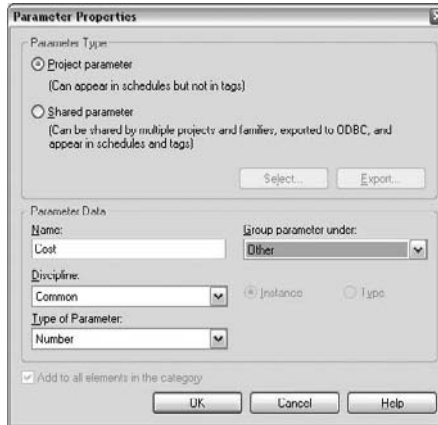 Parameter Properties
Parameter Type
Project parameter
(Can appear in schedules but not in tags)
Shared parameter
(Can be shared by multiple projects and families, exported to ODBC, and
appear in schedules and tags)
Select... Export...
Parameter Data
Name: Group parameter under:
Cost Other
Discipline:
Common Instance Type
Type of Parameter:
Number
Add to all elements in the category
OK Cancel Help